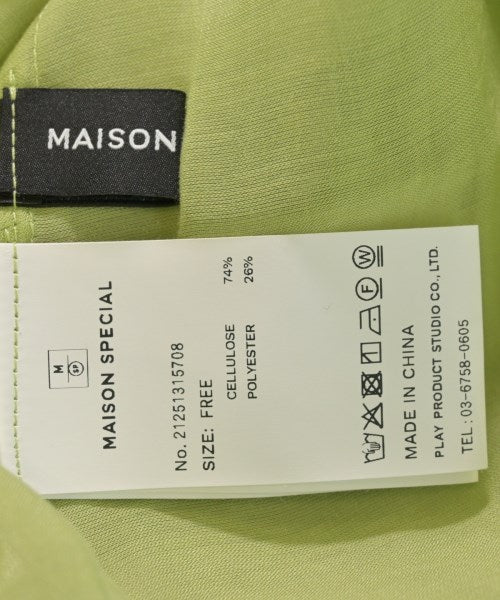 MAISON
M
SP
MAISON SPECIAL
No. 21251315708
SIZE: FREE
CELLULOSE 74%
POLYESTER 26%
W
F
MADE IN CHINA
PLAY PRODUCT STUDIO CO., LTD.
TEL : 03-6758-0605